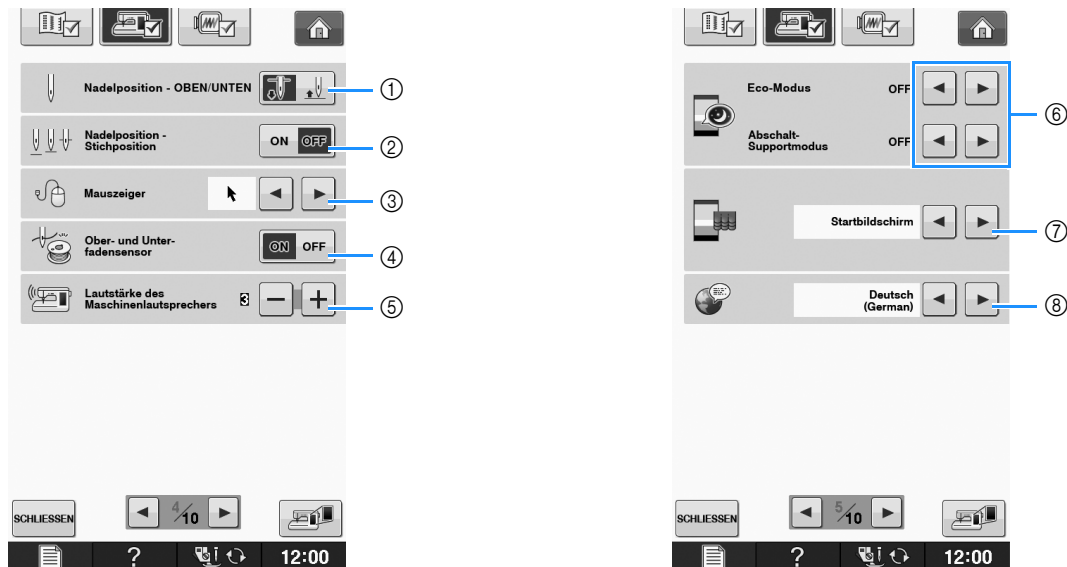 Nadelposition - OBEN/UNTEN
①
Nadelposition -
Stichposition
ON OFF
②
Mauszeiger
③
Ober- und Unter-
fadensensor
ON OFF
④
Lautstärke des
Maschinenlautsprechers
3
− +
⑤
SCHLIESSEN
4/10
?
12:00
Eco-Modus
OFF
Abschalt-
Supportmodus
OFF
⑥
Startbildschirm
⑦
Deutsch
(German)
⑧
SCHLIESSEN
5/10
?
12:00